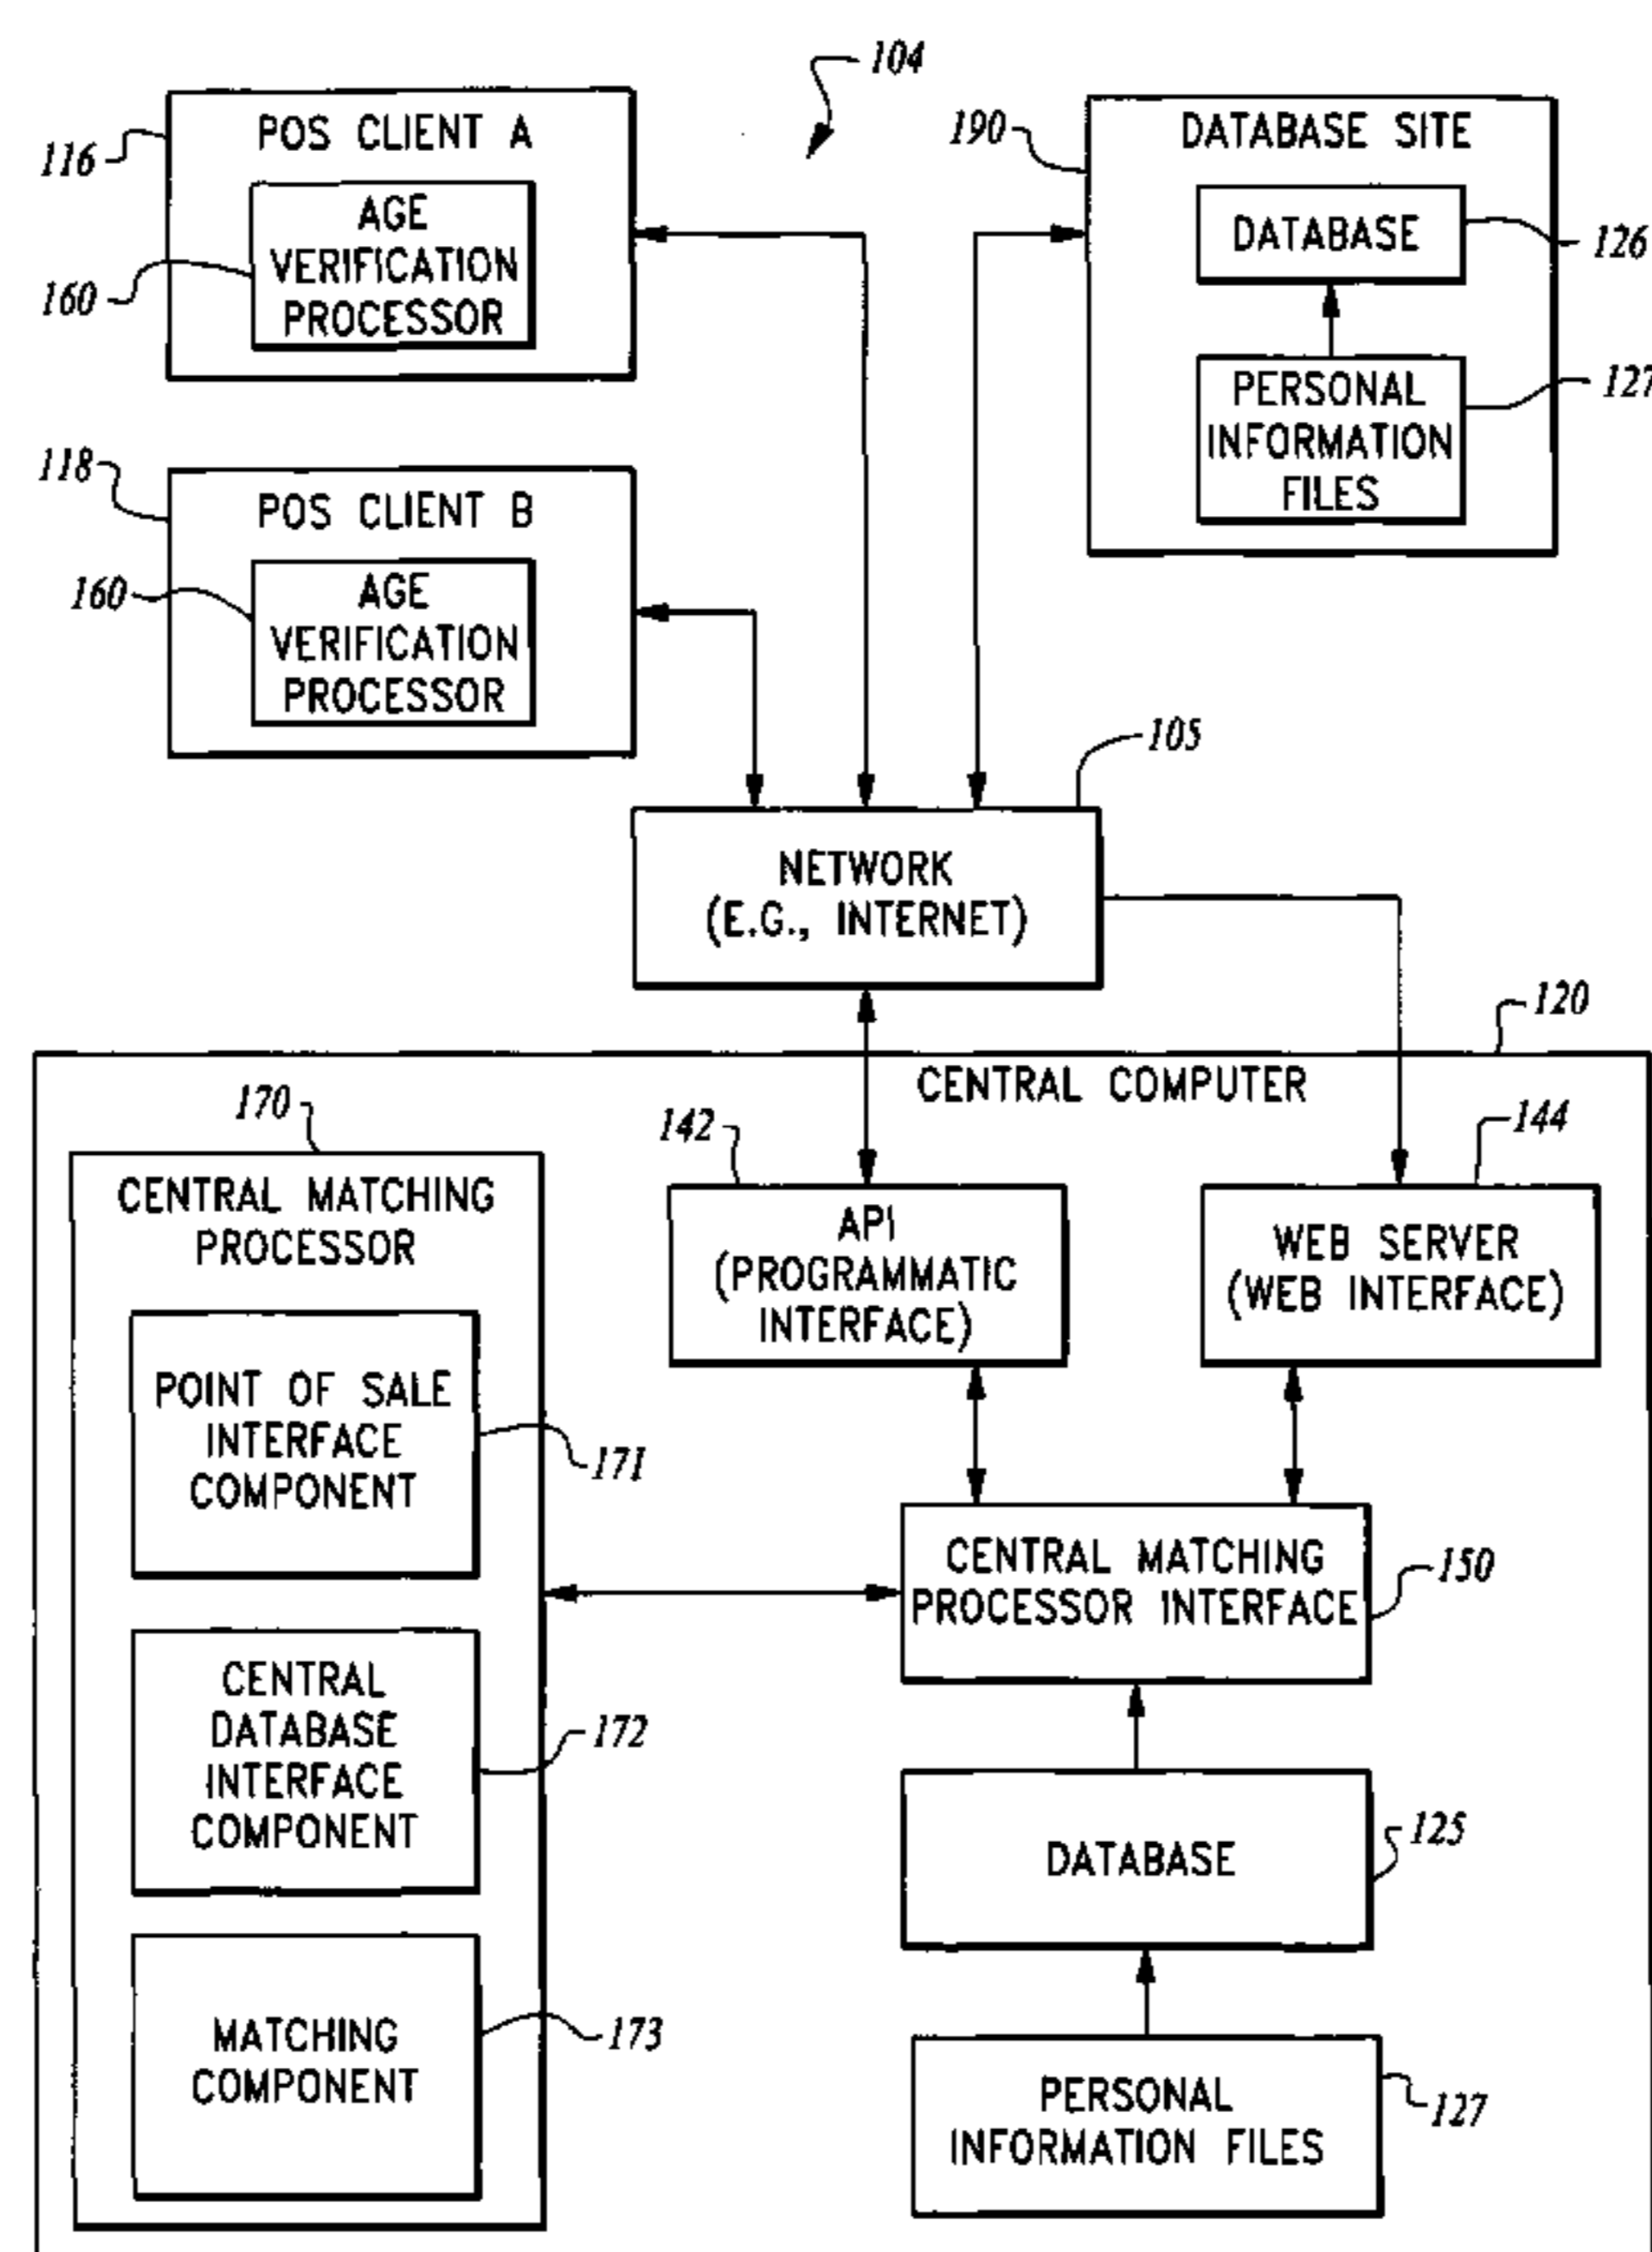 104
POS CLIENT A
116
AGE
VERIFICATION
PROCESSOR
160
190
DATABASE SITE
DATABASE
126
PERSONAL
INFORMATION
FILES
127
118
POS CLIENT B
160
AGE
VERIFICATION
PROCESSOR
105
NETWORK
(E.G., INTERNET)
120
CENTRAL COMPUTER
170
CENTRAL MATCHING
PROCESSOR
142
API
(PROGRAMMATIC
INTERFACE)
144
WEB SERVER
(WEB INTERFACE)
POINT OF SALE
INTERFACE
COMPONENT
171
CENTRAL MATCHING
PROCESSOR INTERFACE
150
CENTRAL
DATABASE
INTERFACE
COMPONENT
172
DATABASE
125
MATCHING
COMPONENT
173
PERSONAL
INFORMATION FILES
127